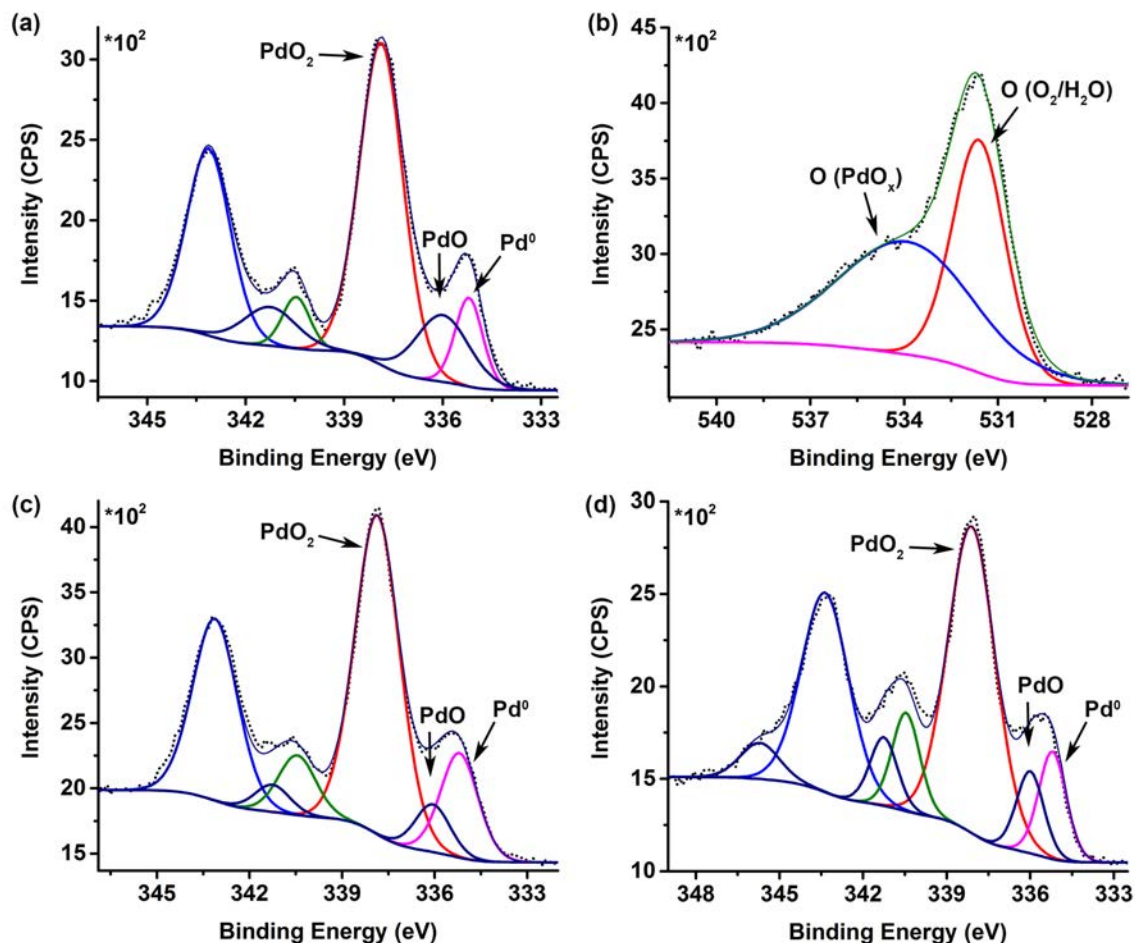 (a)
*10²
PdO₂
PdO
Pd⁰
30
25
20
15
10
Intensity (CPS)
345 342 339 336 333
Binding Energy (eV)
(b)
*10²
O (O₂/H₂O)
O (PdOₓ)
45
40
35
30
25
Intensity (CPS)
540 537 534 531 528
Binding Energy (eV)
(c)
*10²
PdO₂
PdO
Pd⁰
40
35
30
25
20
15
Intensity (CPS)
345 342 339 336 333
Binding Energy (eV)
(d)
*10²
PdO₂
PdO
Pd⁰
30
25
20
15
10
Intensity (CPS)
348 345 342 339 336 333
Binding Energy (eV)